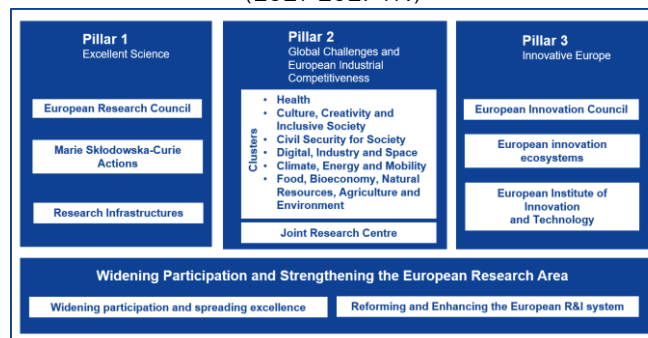 Pillar 1
Excellent Science
European Research Council
Marie Skłodowska-Curie
Actions
Research Infrastructures
Pillar 2
Global Challenges and
European Industrial
Competitiveness
Clusters
• Health
• Culture, Creativity and
Inclusive Society
• Civil Security for Society
• Digital, Industry and Space
• Climate, Energy and Mobility
• Food, Bioeconomy, Natural
Resources, Agriculture and
Environment
Joint Research Centre
Pillar 3
Innovative Europe
European Innovation Council
European innovation
ecosystems
European Institute of
Innovation
and Technology
Widening Participation and Strengthening the European Research Area
Widening participation and spreading excellence
Reforming and Enhancing the European R&I system